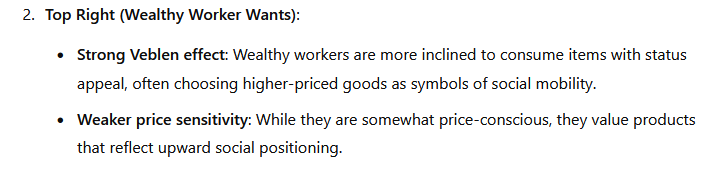 2. Top Right (Wealthy Worker Wants):
• Strong Veblen effect: Wealthy workers are more inclined to consume items with status
appeal, often choosing higher-priced goods as symbols of social mobility.
• Weaker price sensitivity: While they are somewhat price-conscious, they value products
that reflect upward social positioning.